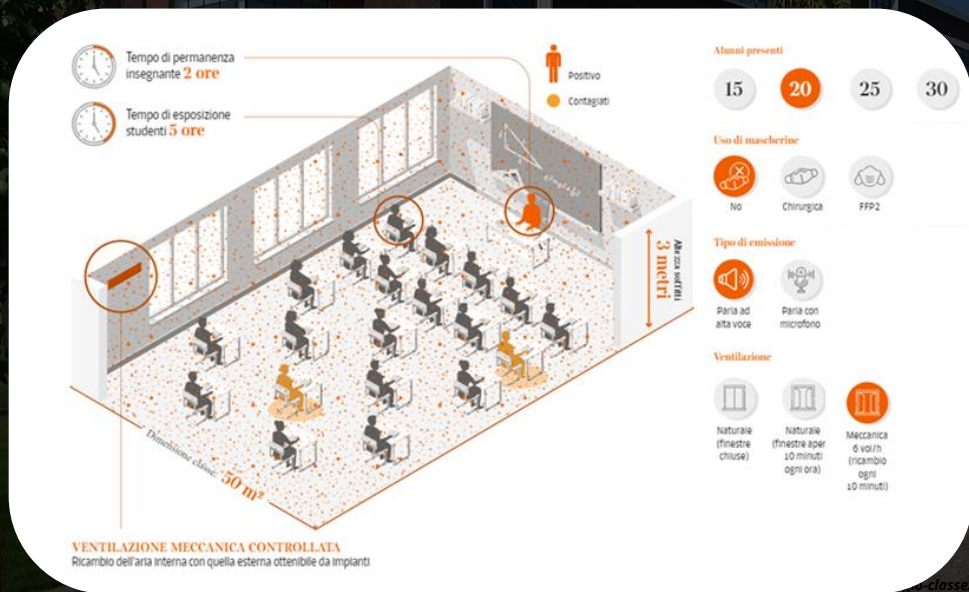 Tempo di permanenza
insegnante 2 ore
Tempo di esposizione
studenti 5 ore
Positivo
Contagiati
Altezza soffitti
3 metri
Dimensione classe: 50 m²
VENTILAZIONE MECCANICA CONTROLLATA
Ricambio dell'aria interna con quella esterna ottenibile da impianti
Alunni presenti
15 20 25 30
Uso di mascherine
No
Chirurgica
FFP2
Tipo di emissione
Parla ad
alta voce
Parla con
microfono
Ventilazione
Naturale
(finestre
chiuse)
Naturale
(finestre aper
10 minuti
ogni ora)
Meccanica
6 vol/h
(ricambio
ogni
10 minuti)
-classe